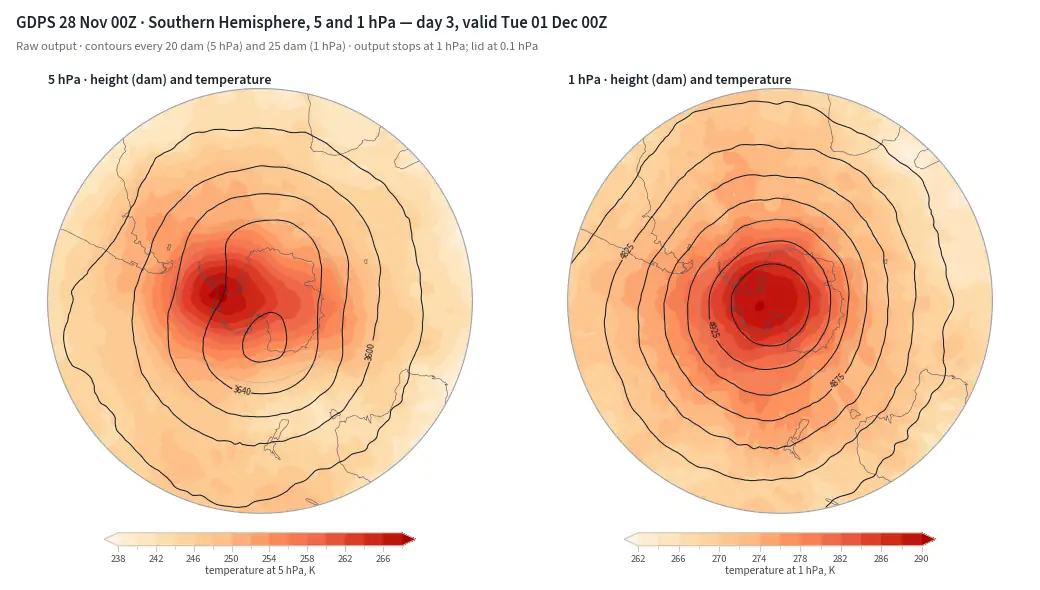 GDPS 28 Nov 00Z · Southern Hemisphere, 5 and 1 hPa — day 3, valid Tue 01 Dec 00Z
Raw output · contours every 20 dam (5 hPa) and 25 dam (1 hPa) · output stops at 1 hPa; lid at 0.1 hPa
5 hPa · height (dam) and temperature
1 hPa · height (dam) and temperature
3600
3640
4825
4925
4875
238 242 246 250 254 258 262 266
temperature at 5 hPa, K
262 266 270 274 278 282 286 290
temperature at 1 hPa, K